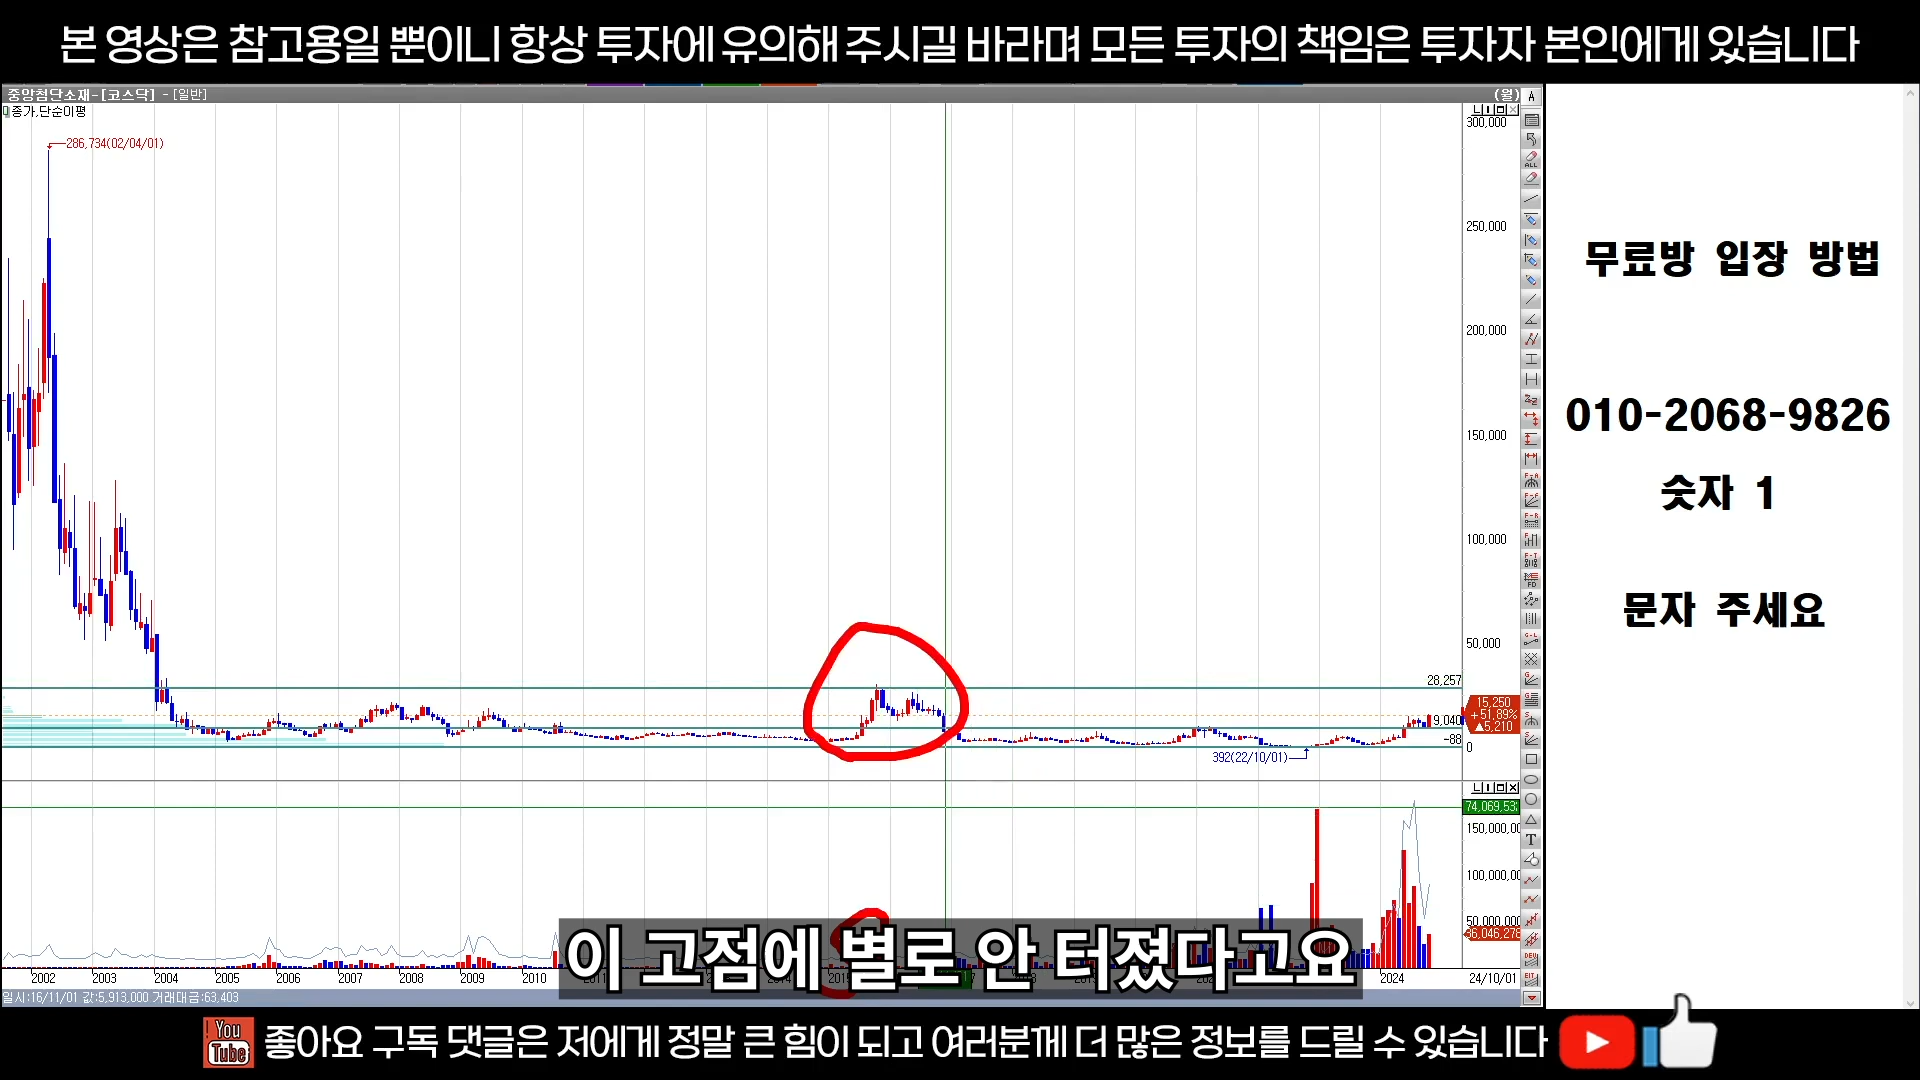 본 영상은 참고용일 뿐이니 항상 투자에 유의해 주시길 바라며 모든 투자의 책임은 투자자 본인에게 있습니다
중앙첨단소재-[코스닥] - [일반]
(월)
A
종가,단순이평
300,000
286,734(02/04/01)
250,000
200,000
150,000
100,000
50,000
28,257
15,250
+51,89%
▲5,210
9,040
-88
0
392(22/10/01)
74,069,53
150,000,00
100,000,00
50,000,00
36,046,278
2002 2003 2004 2005 2006 2007 2008 2009 2010 2024 24/10/01
일시:16/11/01 값:5,913,000 거래대금:63,403
무료방 입장 방법
010-2068-9826
숫자 1
문자 주세요
이 고점에 별로 안 터졌다고요
You Tube
좋아요 구독 댓글은 저에게 정말 큰 힘이 되고 여러분께 더 많은 정보를 드릴 수 있습니다